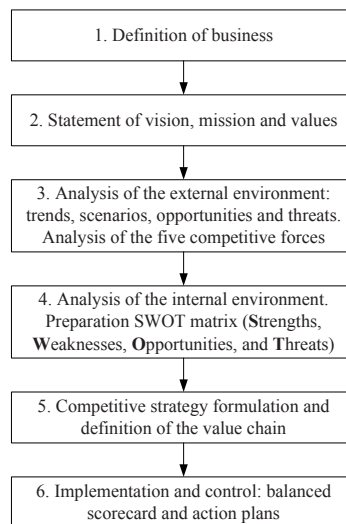 1. Definition of business
2. Statement of vision, mission and values
3. Analysis of the external environment:
trends, scenarios, opportunities and threats.
Analysis of the five competitive forces
4. Analysis of the internal environment.
Preparation SWOT matrix (Strengths,
Weaknesses, Opportunities, and Threats)
5. Competitive strategy formulation and
definition of the value chain
6. Implementation and control: balanced
scorecard and action plans